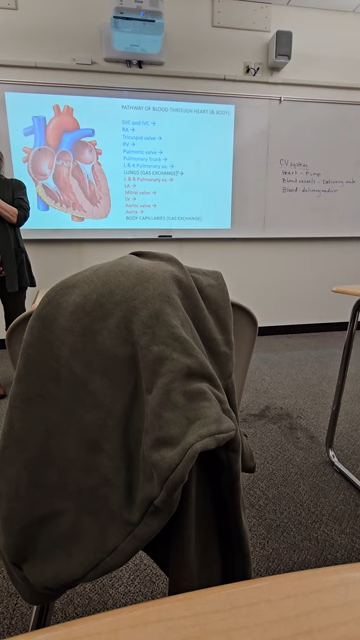 PATHWAY OF BLOOD THROUGH HEART (& BODY)
SVC and IVC →
RA →
Tricuspid valve →
RV →
Pulmonic valve →
Pulmonary Trunk →
L & R Pulmonary aa. →
LUNGS (GAS EXCHANGE) →
L & R Pulmonary vv. →
LA →
Mitral valve →
LV →
Aortic valve →
Aorta →
BODY CAPILLARIES (GAS EXCHANGE)
CV system
Heart - Pump
Blood vessels - Delivery route
Blood -